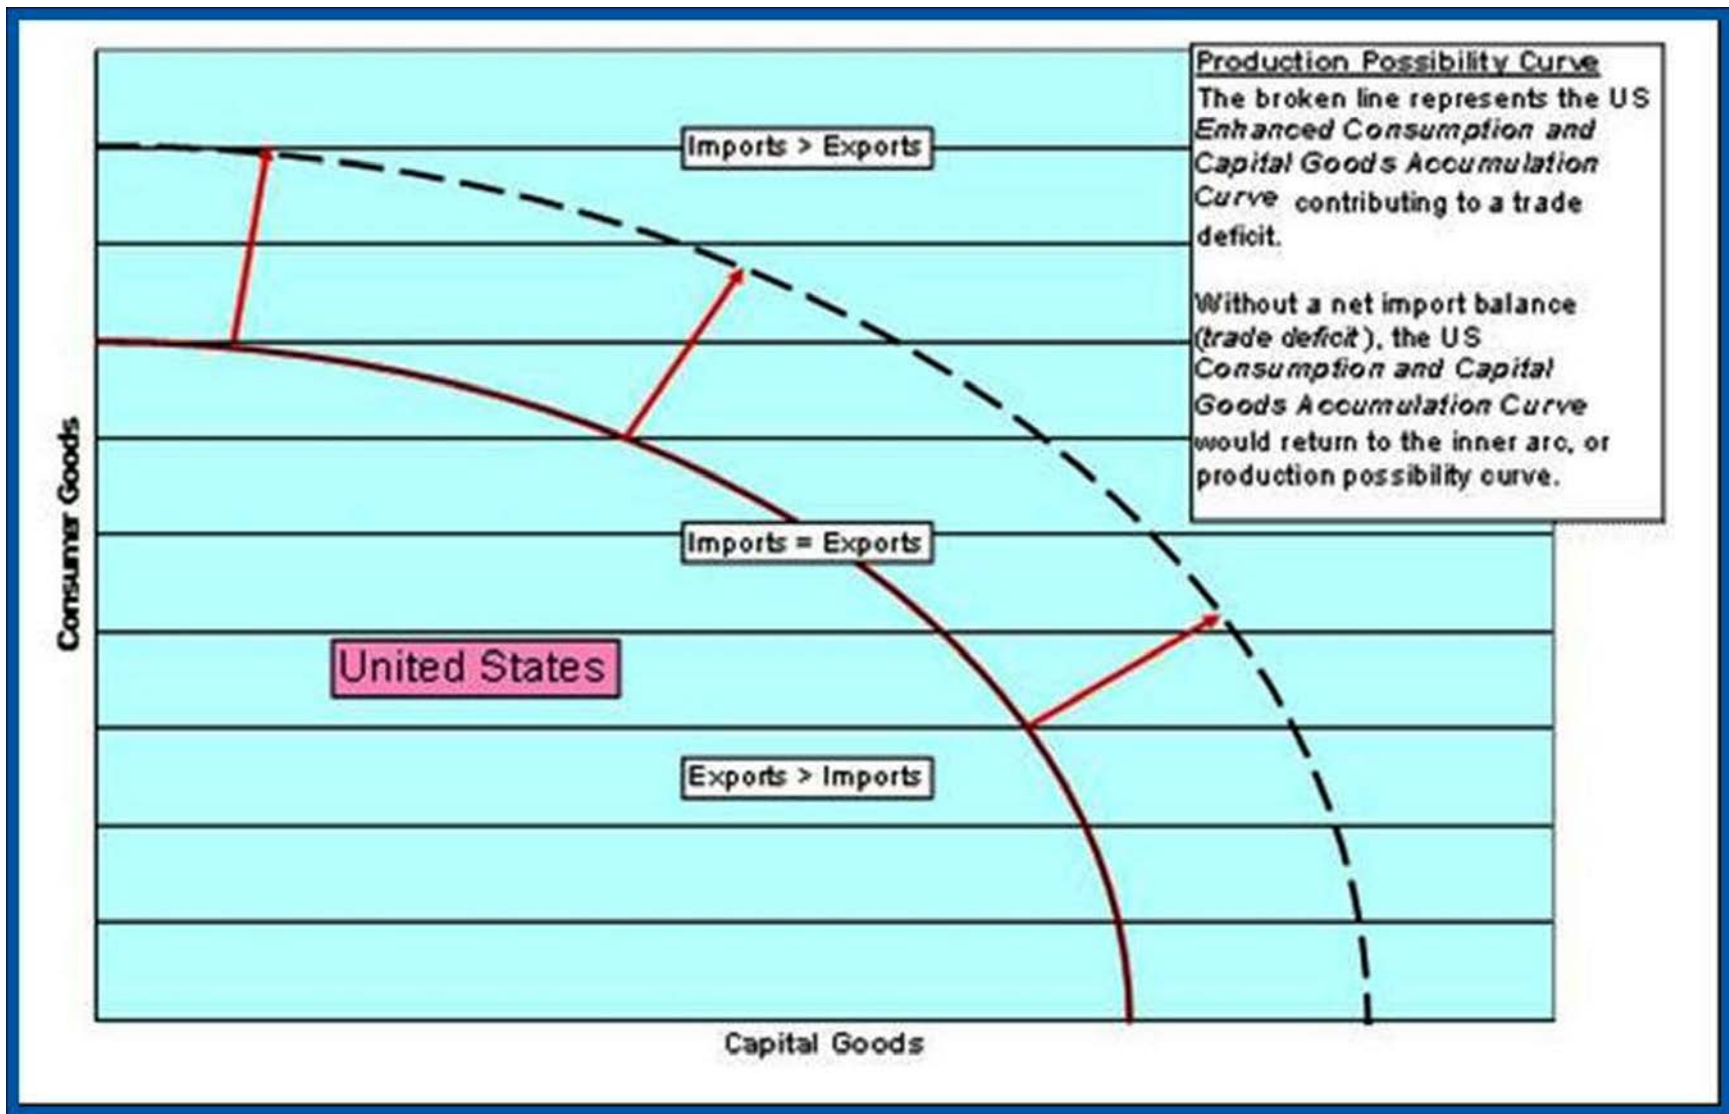 Production Possibility Curve
The broken line represents the US
Enhanced Consumption and
Capital Goods Accumulation
Curve contributing to a trade
deficit.
Without a net import balance
(trade deficit), the US
Consumption and Capital
Goods Accumulation Curve
would return to the inner arc, or
production possibility curve.
Imports > Exports
Imports = Exports
United States
Exports > Imports
Consumer Goods
Capital Goods